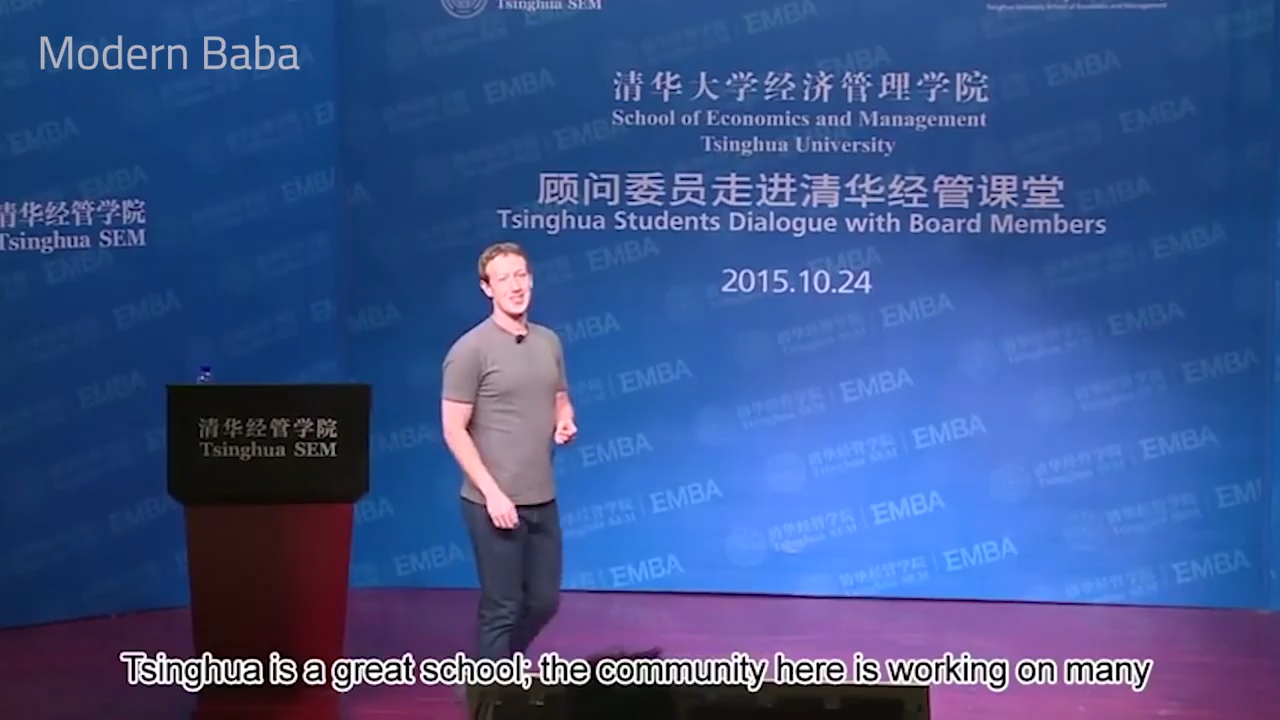 Tsinghua SEM
Modern Baba
清华大学经济管理学院
School of Economics and Management
Tsinghua University
顾问委员走进清华经管课堂
Tsinghua Students Dialogue with Board Members
2015.10.24
清华经管学院
Tsinghua SEM
清华经管学院
Tsinghua SEM
EMBA
Tsinghua is a great school; the community here is working on many